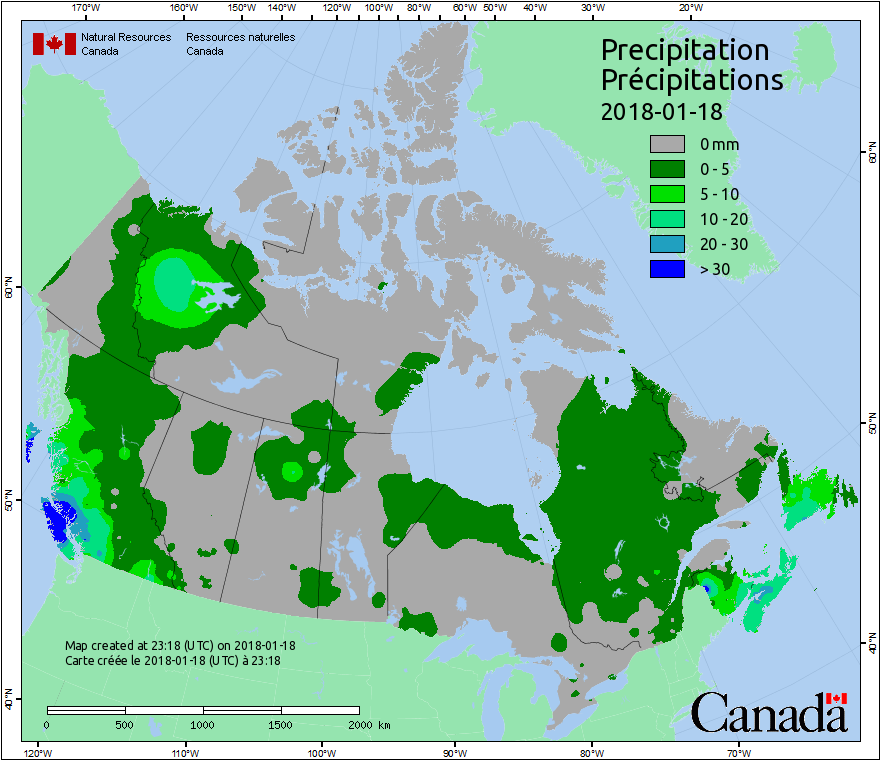 170°W 160°W 150°W 140°W 120°W 100°W 80°W 60°W 50°W 40°W 30°W 20°W
Natural Resources Ressources naturelles
Canada Canada
Precipitation
Précipitations
2018-01-18
0 mm
0 - 5
5 - 10
10 - 20
20 - 30
> 30
60°N
60°N
50°N
50°N
40°N
40°N
Map created at 23:18 (UTC) on 2018-01-18
Carte créée le 2018-01-18 (UTC) à 23:18
0 500 1000 1500 2000 km
Canada
120°W 110°W 100°W 90°W 80°W 70°W